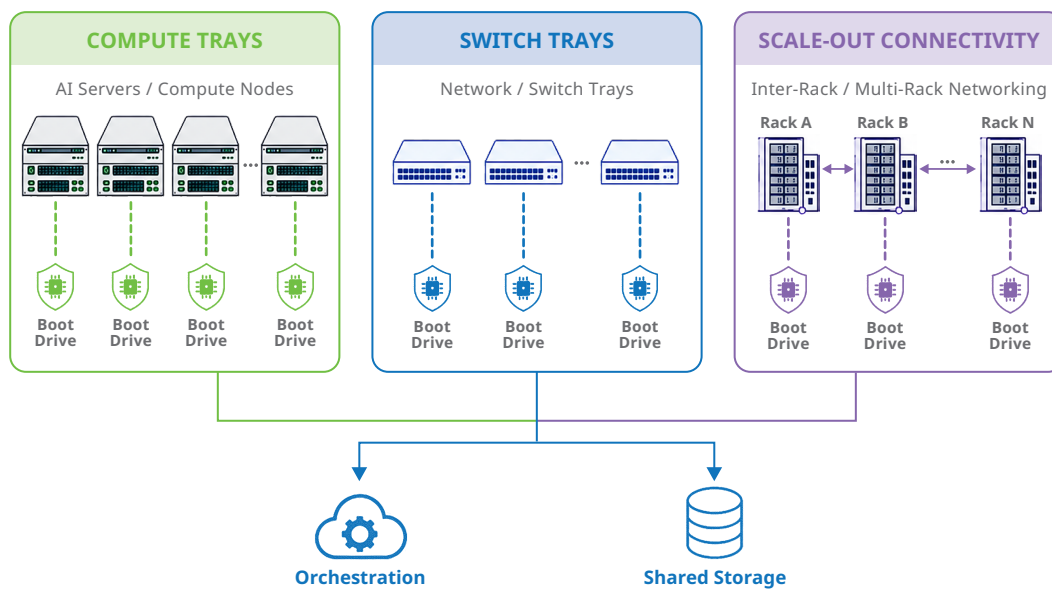 COMPUTE TRAYS
AI Servers / Compute Nodes
...
Boot
Drive
Boot
Drive
Boot
Drive
Boot
Drive
SWITCH TRAYS
Network / Switch Trays
...
Boot
Drive
Boot
Drive
Boot
Drive
SCALE-OUT CONNECTIVITY
Inter-Rack / Multi-Rack Networking
Rack A
Rack B
Rack N
...
Boot
Drive
Boot
Drive
Boot
Drive
Orchestration
Shared Storage